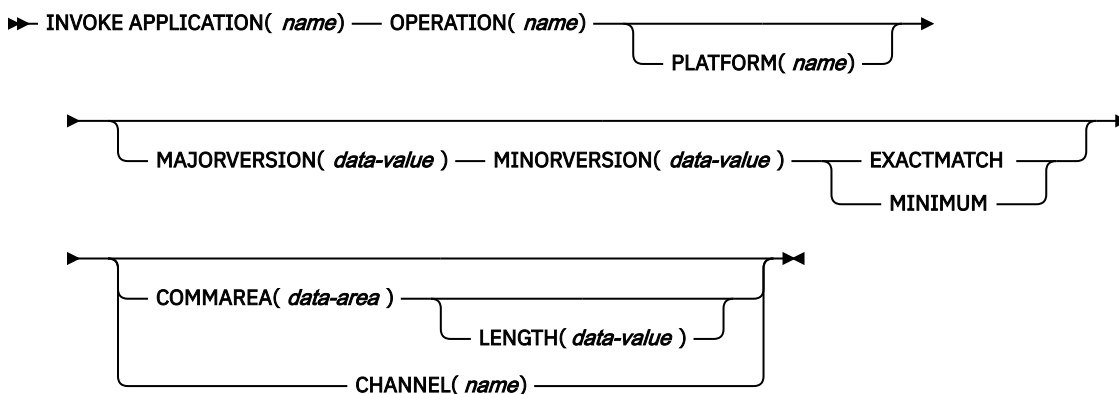 INVOKE APPLICATION( name) OPERATION( name)
PLATFORM( name)
MAJORVERSION( data-value ) MINORVERSION( data-value ) EXACTMATCH
MINIMUM
COMMAREA( data-area )
LENGTH( data-value )
CHANNEL( name)